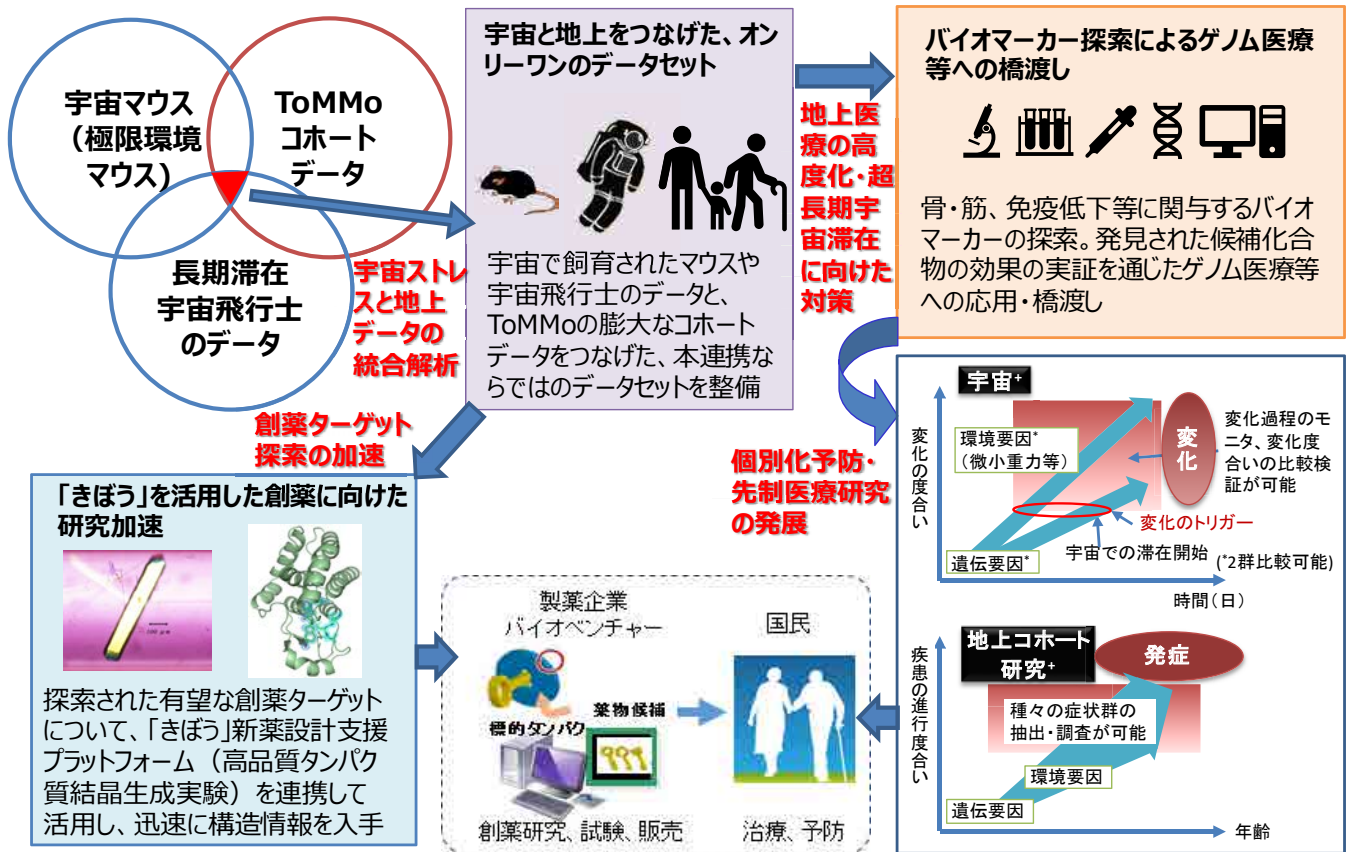 宇宙マウス
（極限環境
マウス)
ToMMo
コホート
データ
長期滞在
宇宙飛行士
のデータ
宇宙ストレ
スと地上
データの
統合解析
宇宙と地上をつなげた、オン
リーワンのデータセット
宇宙で飼育されたマウスや
宇宙飛行士のデータと、
ToMMoの膨大なコホート
データをつなげた、本連携な
らではのデータセットを整備
地上医
療の高
度化・超
長期宇
宙滞在
に向けた
対策
バイオマーカー探索によるゲノム医療
等への橋渡し
骨・筋、免疫低下等に関与するバイオ
マーカーの探索。発見された候補化合
物の効果の実証を通じたゲノム医療等
への応用・橋渡し
創薬ターゲット
探索の加速
個別化予防・
先制医療研究
の発展
「きぼう」を活用した創薬に向けた
研究加速
探索された有望な創薬ターゲット
について、「きぼう」新薬設計支援
プラットフォーム（高品質タンパク
質結晶生成実験）を連携して
活用し、迅速に構造情報を入手
製薬企業
バイオベンチャー
標的タンパク
薬物候補
創薬研究、試験、販売
国民
治療、予防
宇宙+
変化の度合い
環境要因*
（微小重力等）
変化
変化過程のモ
ニタ、変化度
合いの比較検
証が可能
変化のトリガー
宇宙での滞在開始
(*2群比較可能)
遺伝要因*
時間（日）
地上コホート
研究+
発症
疾患の進行度合い
種々の症状群の
抽出・調査が可能
環境要因
遺伝要因
年齢